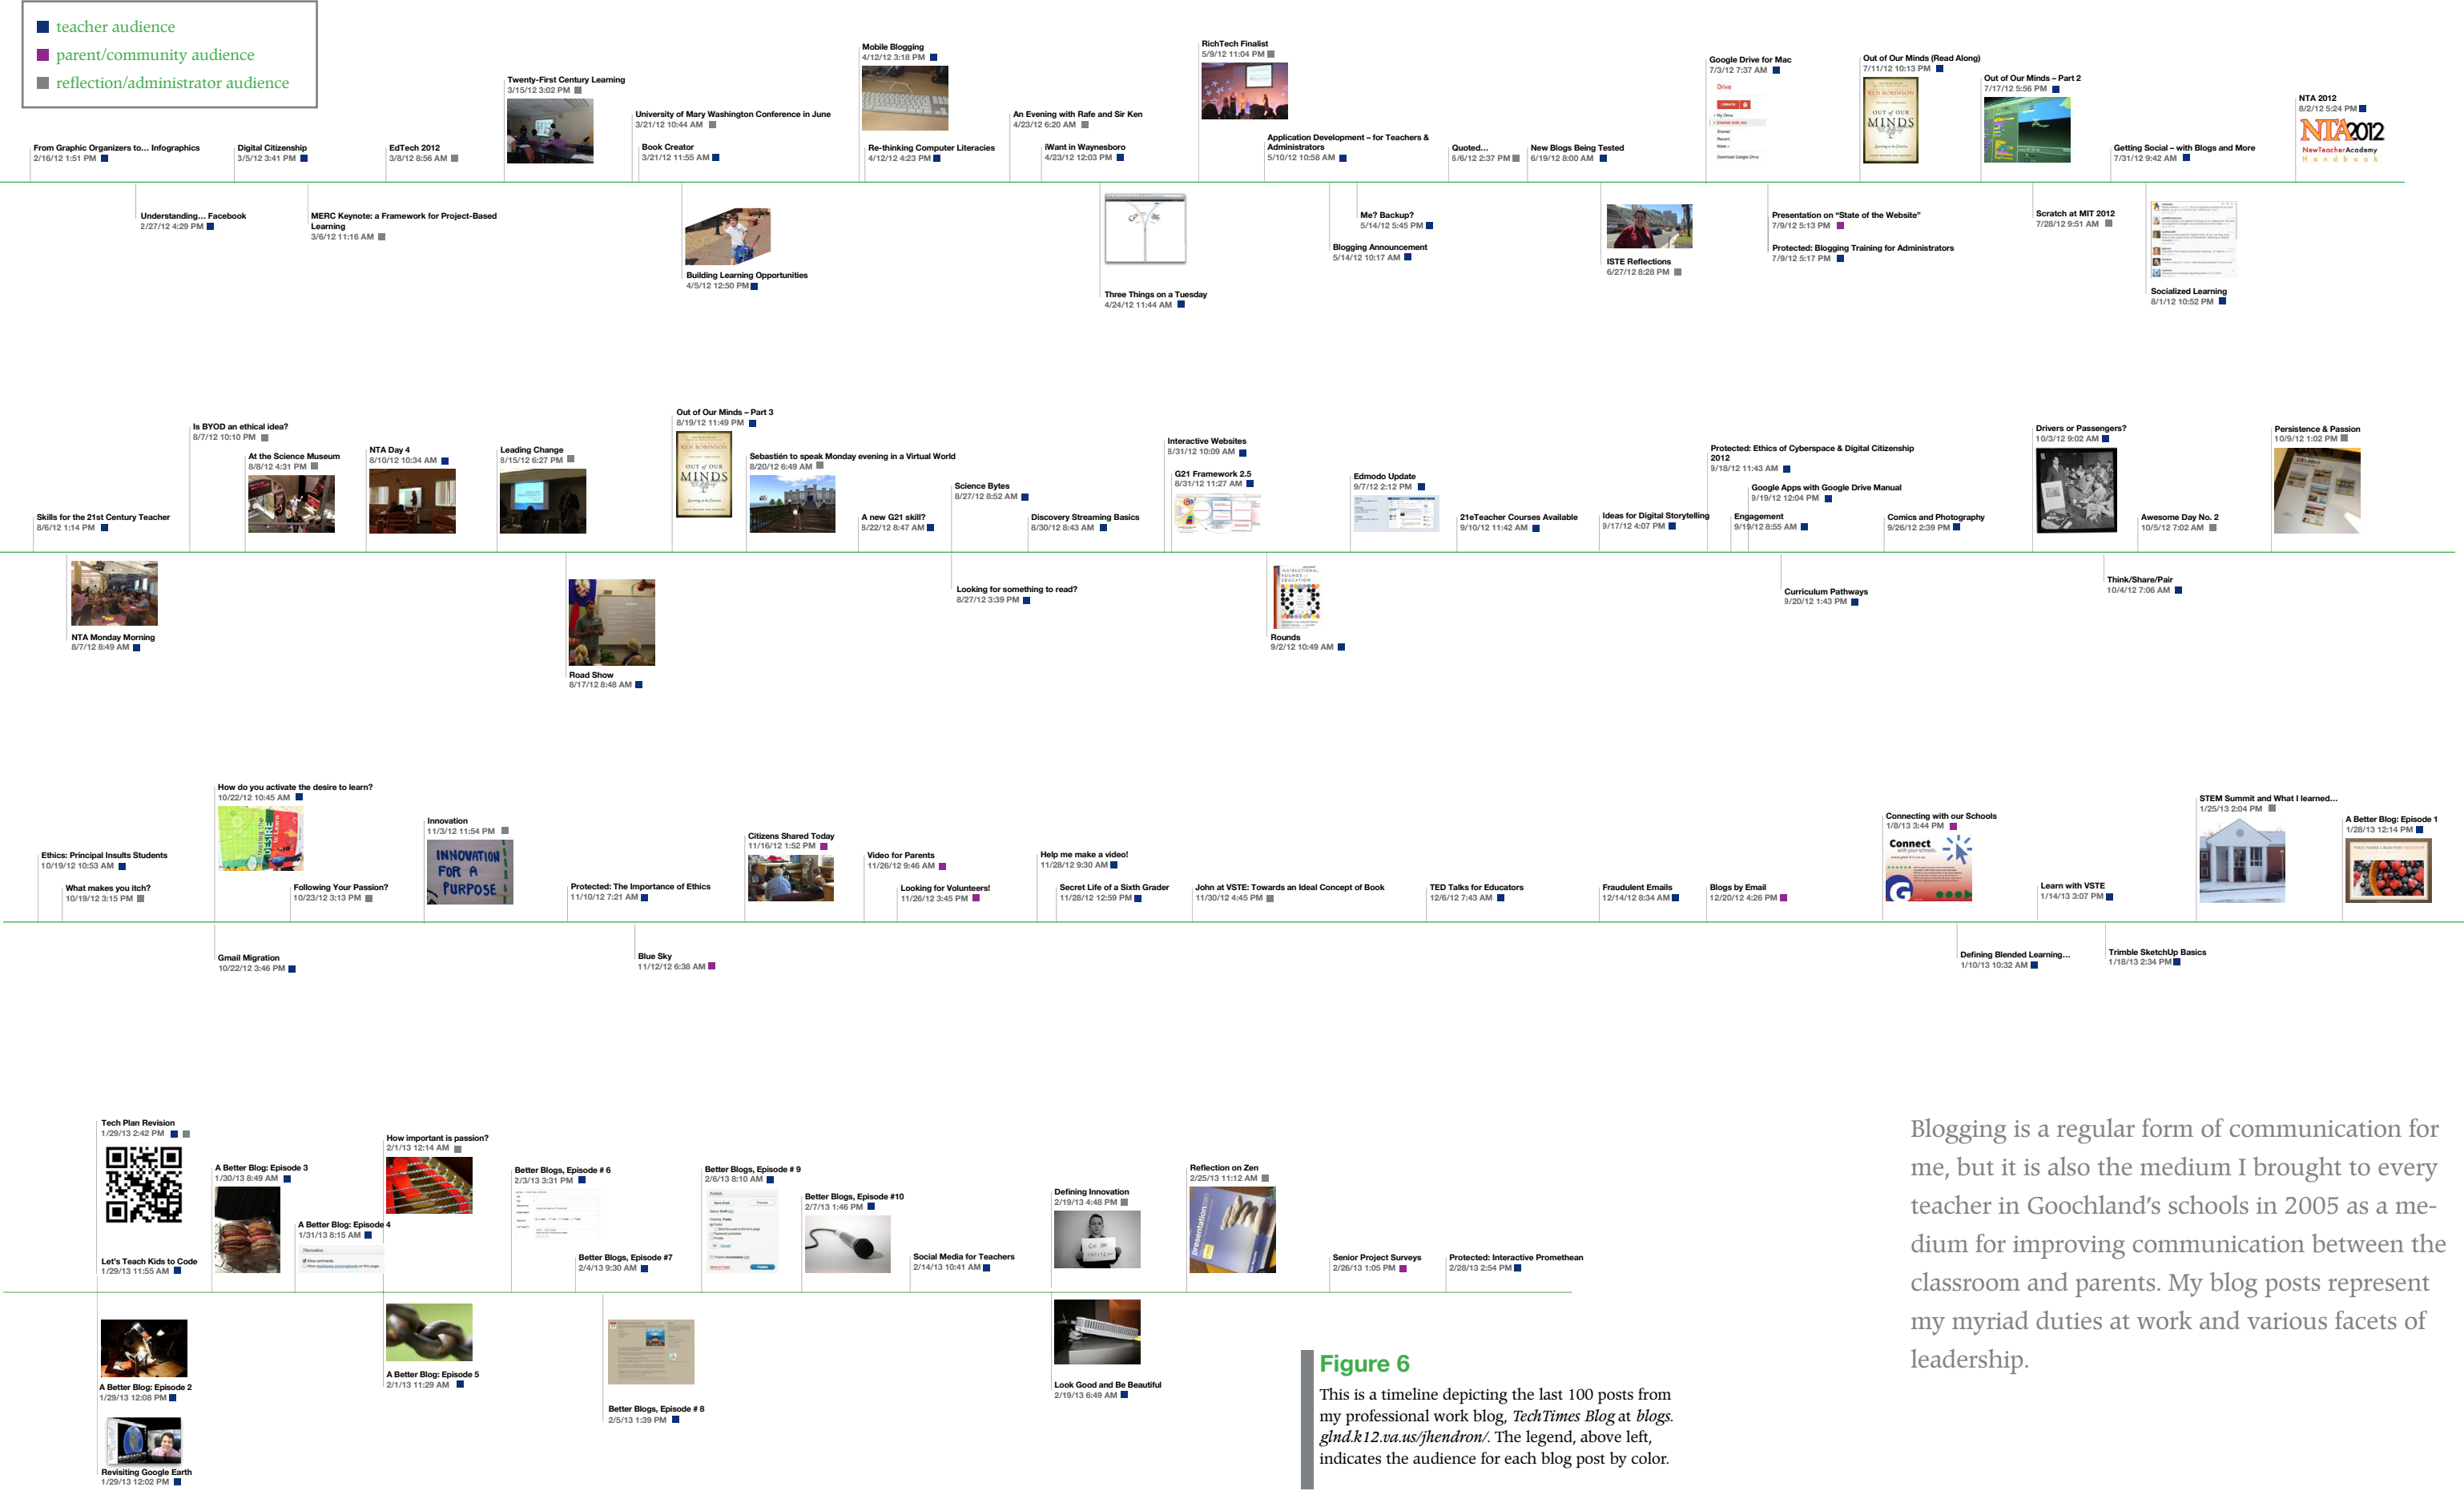 teacher audience
parent/community audience
reflection/administrator audience
From Graphic Organizers to… Infographics
2/16/12 1:51 PM
Understanding… Facebook
2/27/12 4:29 PM
Digital Citizenship
3/5/12 3:41 PM
MERC Keynote: a Framework for Project-Based
Learning
3/6/12 11:16 AM
EdTech 2012
3/8/12 8:56 AM
Twenty-First Century Learning
3/15/12 3:02 PM
University of Mary Washington Conference in June
3/21/12 10:44 AM
Book Creator
3/21/12 11:55 AM
Building Learning Opportunities
4/5/12 12:50 PM
Mobile Blogging
4/12/12 3:18 PM
Re-thinking Computer Literacies
4/12/12 4:23 PM
An Evening with Rafe and Sir Ken
4/23/12 6:20 AM
iWant in Waynesboro
4/23/12 12:03 PM
Three Things on a Tuesday
4/24/12 11:44 AM
RichTech Finalist
5/9/12 11:04 PM
Application Development – for Teachers &
Administrators
5/10/12 10:58 AM
Me? Backup?
5/14/12 5:45 PM
Blogging Announcement
5/14/12 10:17 AM
Quoted…
6/6/12 2:37 PM
New Blogs Being Tested
6/19/12 8:00 AM
ISTE Reflections
6/27/12 8:28 PM
Google Drive for Mac
7/3/12 7:37 AM
Drive
CREATE
My Drive
Shared with me
Starred
Recent
More
Download Google Drive
Presentation on “State of the Website”
7/9/12 5:13 PM
Protected: Blogging Training for Administrators
7/9/12 5:17 PM
Out of Our Minds (Read Along)
7/11/12 10:13 PM
KEN ROBINSON
OUT of OUR
MINDS
Out of Our Minds – Part 2
7/17/12 5:56 PM
Scratch at MIT 2012
7/28/12 9:51 AM
Getting Social – with Blogs and More
7/31/12 9:42 AM
Socialized Learning
8/1/12 10:52 PM
NTA 2012
8/2/12 5:24 PM
NTA2012
NewTeacherAcademy
Handbook
Skills for the 21st Century Teacher
8/6/12 1:14 PM
NTA Monday Morning
8/7/12 8:49 AM
Is BYOD an ethical idea?
8/7/12 10:10 PM
At the Science Museum
8/8/12 4:31 PM
NTA Day 4
8/10/12 10:34 AM
Leading Change
8/15/12 6:27 PM
Road Show
8/17/12 8:48 AM
Out of Our Minds – Part 3
8/19/12 11:49 PM
KEN ROBINSON
OUT of OUR
MINDS
Sebastién to speak Monday evening in a Virtual World
8/20/12 6:49 AM
A new G21 skill?
8/22/12 8:47 AM
Science Bytes
8/27/12 8:52 AM
Looking for something to read?
8/27/12 3:39 PM
Discovery Streaming Basics
8/30/12 8:43 AM
Interactive Websites
8/31/12 10:09 AM
G21 Framework 2.5
8/31/12 11:27 AM
INSTRUCTIONAL
ROUNDS in
EDUCATION
Rounds
9/2/12 10:49 AM
Edmodo Update
9/7/12 2:12 PM
21eTeacher Courses Available
9/10/12 11:42 AM
Ideas for Digital Storytelling
9/17/12 4:07 PM
Protected: Ethics of Cyberspace & Digital Citizenship
2012
9/18/12 11:43 AM
Google Apps with Google Drive Manual
9/19/12 12:04 PM
Engagement
9/19/12 8:55 AM
Curriculum Pathways
9/20/12 1:43 PM
Comics and Photography
9/26/12 2:39 PM
Drivers or Passengers?
10/3/12 9:02 AM
Think/Share/Pair
10/4/12 7:06 AM
Awesome Day No. 2
10/5/12 7:02 AM
Persistence & Passion
10/9/12 1:02 PM
Ethics: Principal Insults Students
10/19/12 10:53 AM
What makes you itch?
10/19/12 3:15 PM
How do you activate the desire to learn?
10/22/12 10:45 AM
Gmail Migration
10/22/12 3:46 PM
Following Your Passion?
10/23/12 3:13 PM
Innovation
11/3/12 11:54 PM
INNOVATION
FOR A
PURPOSE
Protected: The Importance of Ethics
11/10/12 7:21 AM
Blue Sky
11/12/12 6:38 AM
Citizens Shared Today
11/16/12 1:52 PM
Video for Parents
11/26/12 9:46 AM
Looking for Volunteers!
11/26/12 3:45 PM
Help me make a video!
11/28/12 9:30 AM
Secret Life of a Sixth Grader
11/28/12 12:59 PM
John at VSTE: Towards an Ideal Concept of Book
11/30/12 4:45 PM
TED Talks for Educators
12/6/12 7:43 AM
Fraudulent Emails
12/14/12 8:34 AM
Blogs by Email
12/20/12 4:26 PM
Connecting with our Schools
1/8/13 3:44 PM
Connect
with your schools.
G
Defining Blended Learning…
1/10/13 10:32 AM
Learn with VSTE
1/14/13 3:07 PM
Trimble SketchUp Basics
1/18/13 2:34 PM
STEM Summit and What I learned…
1/25/13 2:04 PM
A Better Blog: Episode 1
1/28/13 12:14 PM
Tech Plan Revision
1/29/13 2:42 PM
Let’s Teach Kids to Code
1/29/13 11:55 AM
A Better Blog: Episode 2
1/29/13 12:08 PM
Revisiting Google Earth
1/29/13 12:02 PM
A Better Blog: Episode 3
1/30/13 8:49 AM
A Better Blog: Episode 4
1/31/13 8:15 AM
How important is passion?
2/1/13 12:14 AM
A Better Blog: Episode 5
2/1/13 11:29 AM
Better Blogs, Episode # 6
2/3/13 3:31 PM
Better Blogs, Episode #7
2/4/13 9:30 AM
Better Blogs, Episode # 8
2/5/13 1:39 PM
Better Blogs, Episode # 9
2/6/13 8:10 AM
Better Blogs, Episode #10
2/7/13 1:46 PM
Social Media for Teachers
2/14/13 10:41 AM
Defining Innovation
2/19/13 4:48 PM
Look Good and Be Beautiful
2/19/13 6:49 AM
Reflection on Zen
2/25/13 11:12 AM
presentationzen
Senior Project Surveys
2/26/13 1:05 PM
Protected: Interactive Promethean
2/28/13 2:54 PM
Figure 6
This is a timeline depicting the last 100 posts from
my professional work blog, TechTimes Blog at blogs.
glnd.k12.va.us/jhendron/. The legend, above left,
indicates the audience for each blog post by color.
Blogging is a regular form of communication for
me, but it is also the medium I brought to every
teacher in Goochland’s schools in 2005 as a me-
dium for improving communication between the
classroom and parents. My blog posts represent
my myriad duties at work and various facets of
leadership.